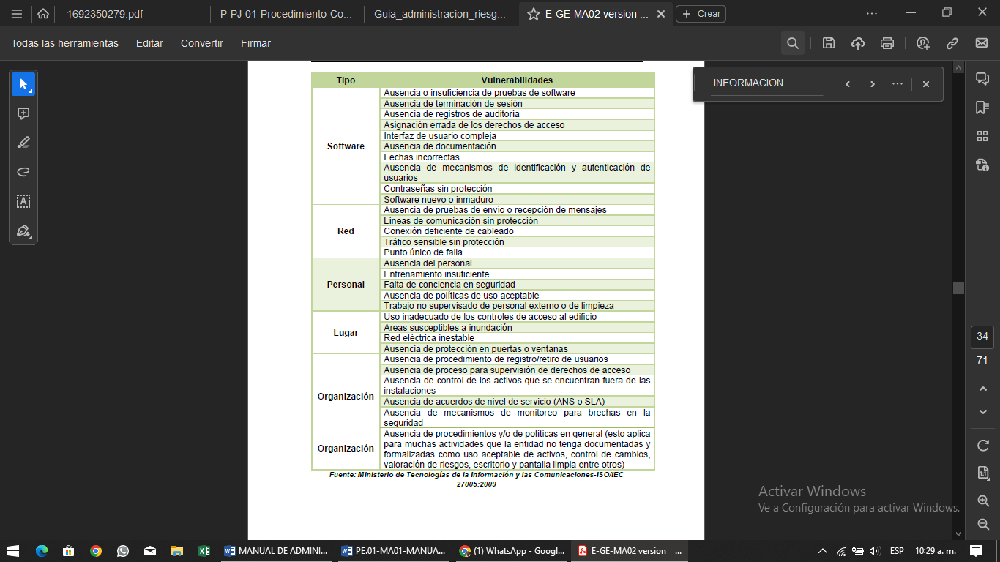 1692350279.pdf
P-PJ-01-Procedimiento-Co...
Guia_administracion_riesg...
E-GE-MA02 version ...
Crear
Todas las herramientas
Editar
Convertir
Firmar
INFORMACION
Tipo
Vulnerabilidades
Software
Ausencia o insuficiencia de pruebas de software
Ausencia de terminación de sesión
Ausencia de registros de auditoría
Asignación errada de los derechos de acceso
Interfaz de usuario compleja
Ausencia de documentación
Fechas incorrectas
Ausencia de mecanismos de identificación y autenticación de
usuarios
Contraseñas sin protección
Software nuevo o inmaduro
Red
Ausencia de pruebas de envío o recepción de mensajes
Líneas de comunicación sin protección
Conexión deficiente de cableado
Tráfico sensible sin protección
Punto único de falla
Personal
Ausencia del personal
Entrenamiento insuficiente
Falta de conciencia en seguridad
Ausencia de políticas de uso aceptable
Trabajo no supervisado de personal externo o de limpieza
Lugar
Uso inadecuado de los controles de acceso al edificio
Áreas susceptibles a inundación
Red eléctrica inestable
Ausencia de protección en puertas o ventanas
Organización
Ausencia de procedimiento de registro/retiro de usuarios
Ausencia de proceso para supervisión de derechos de acceso
Ausencia de control de los activos que se encuentran fuera de las
instalaciones
Ausencia de acuerdos de nivel de servicio (ANS o SLA)
Ausencia de mecanismos de monitoreo para brechas en la
seguridad
Organización
Ausencia de procedimientos y/o de políticas en general (esto aplica
para muchas actividades que la entidad no tenga documentadas y
formalizadas como uso aceptable de activos, control de cambios,
valoración de riesgos, escritorio y pantalla limpia entre otros)
Fuente: Ministerio de Tecnologías de la Información y las Comunicaciones-ISO/IEC
27005:2009
34
71
1:1
Activar Windows
Ve a Configuración para activar Windows.
MANUAL DE ADMINI...
PE.01-MA01-MANUA...
(1) WhatsApp - Googl...
E-GE-MA02 version ...
ESP
10:29 a. m.